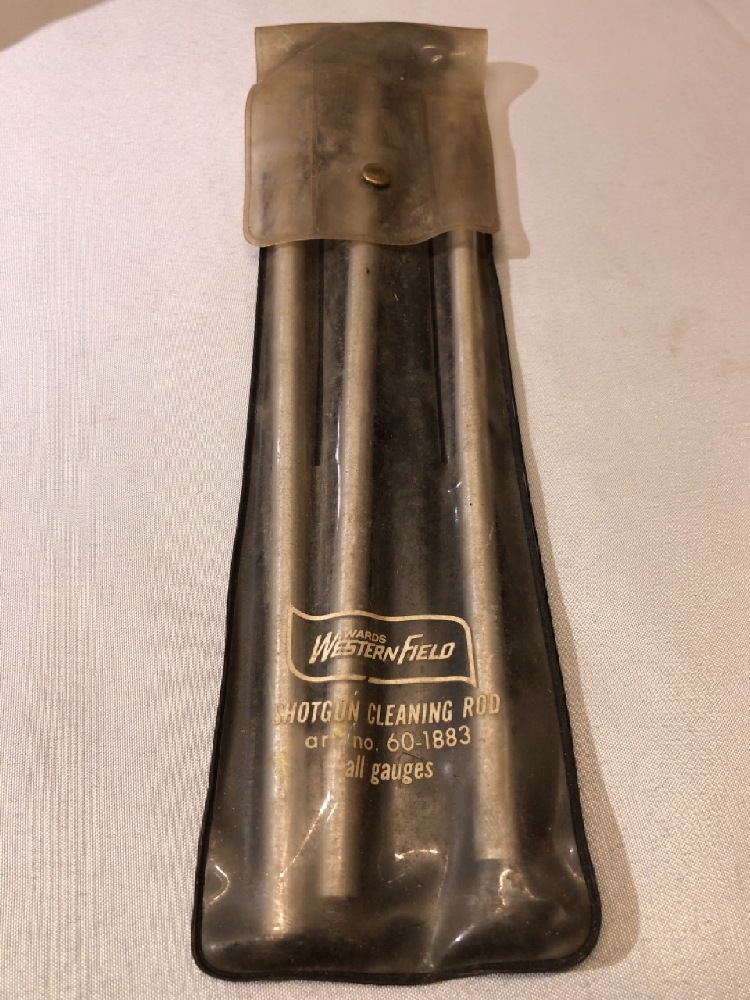 WARDS
WESTERN FIELD
SHOTGUN CLEANING ROD
art. no. 60-1883
all gauges